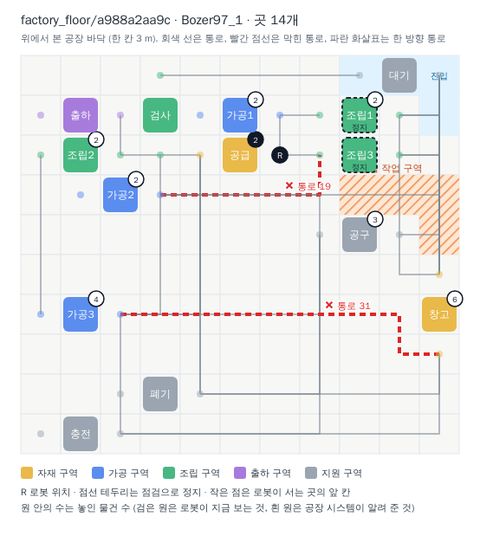 factory_floor/a988a2aa9c · Bozer97_1 · 곳 14개
위에서 본 공장 바닥 (한 칸 3 m). 회색 선은 통로, 빨간 점선은 막힌 통로, 파란 화살표는 한 방향 통로
대기
진입
2
2
출하
검사
가공1
조립1
정지
2
2
조립2
공급
R
조립3
정지
작업 구역
2
가공2
✕ 통로 19
3
공구
4
6
가공3
✕ 통로 31
창고
폐기
충전
자재 구역
가공 구역
조립 구역
출하 구역
지원 구역
R 로봇 위치 · 점선 테두리는 점검으로 정지 · 작은 점은 로봇이 서는 곳의 앞 칸
원 안의 수는 놓인 물건 수 (검은 원은 로봇이 지금 보는 것, 흰 원은 공장 시스템이 알려 준 것)